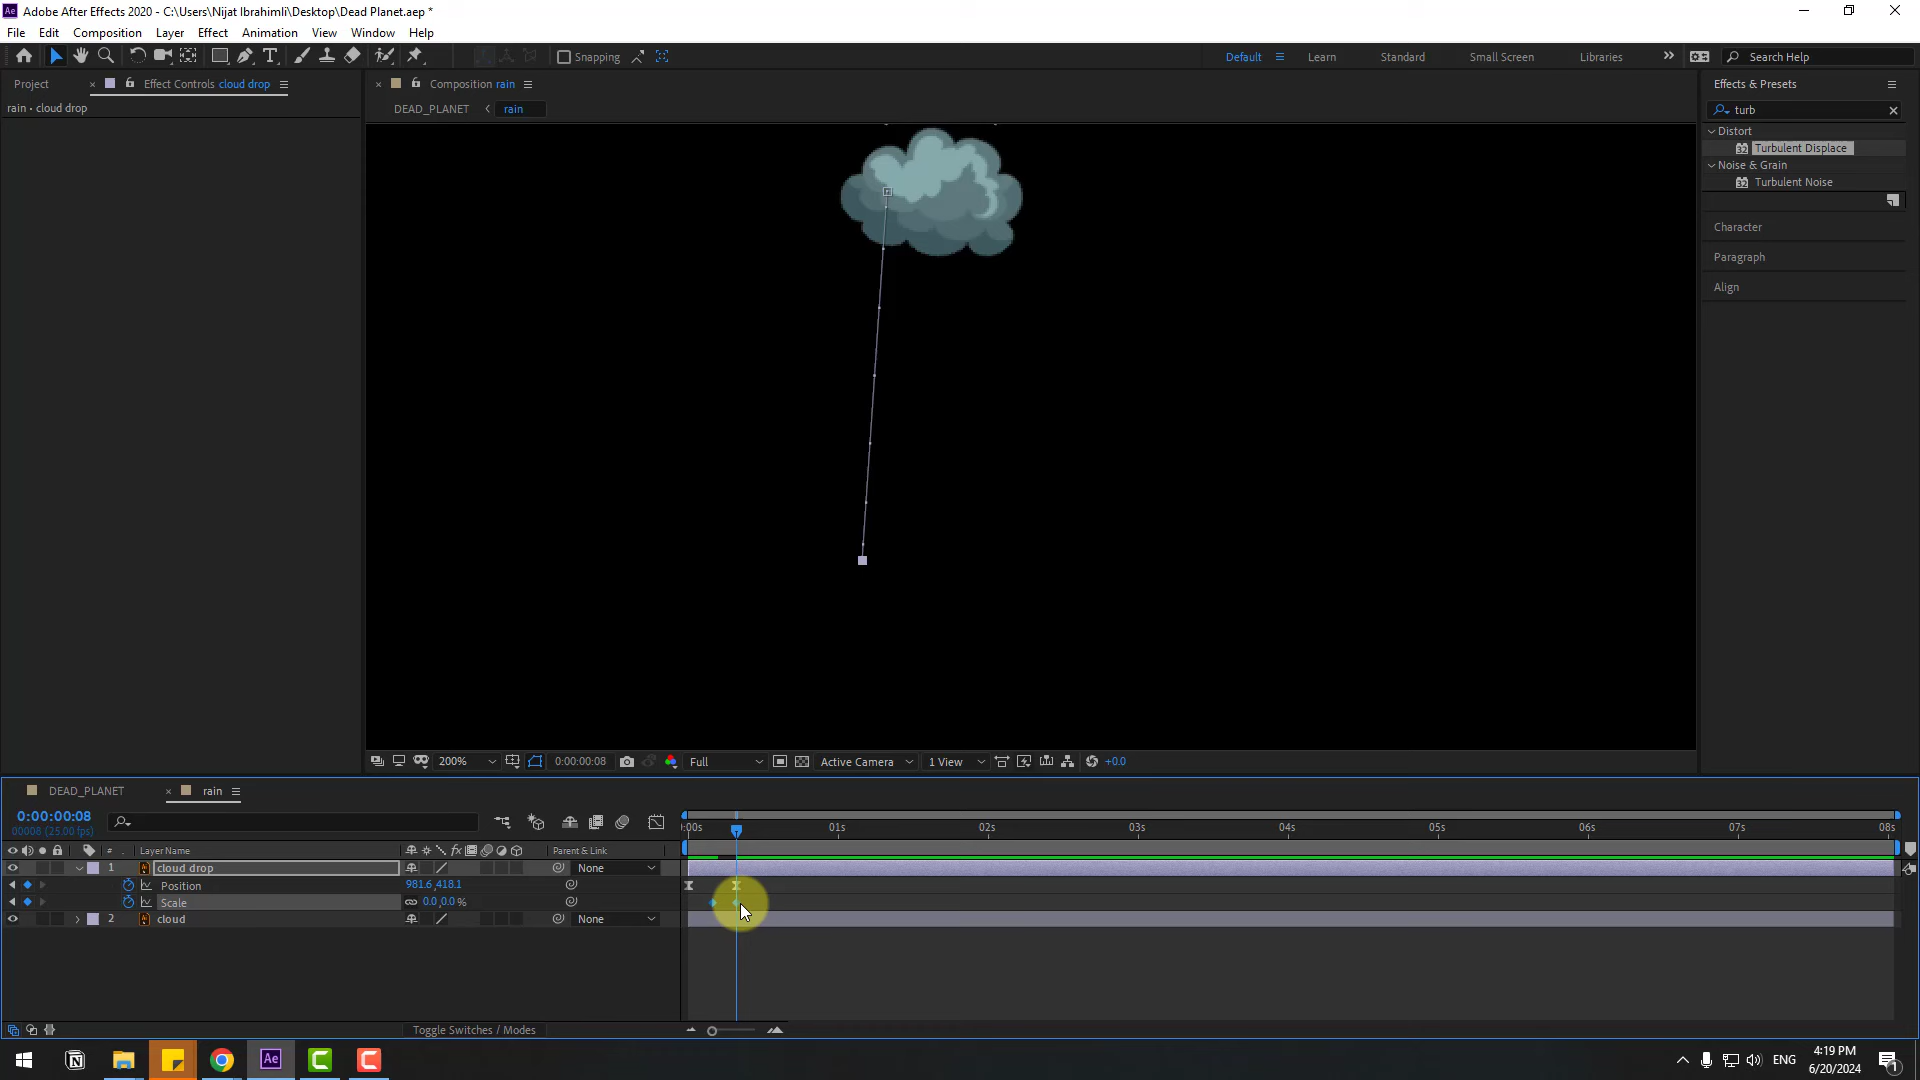 Adobe After Effects 2020 - C:\Users\Nijat Ibrahimli\Desktop\Dead Planet.aep *
File Edit Composition Layer Effect Animation View Window Help
Snapping Default Learn Standard Small Screen Libraries Search Help
Project Effect Controls cloud drop Composition rain Effects & Presets
rain • cloud drop DEAD_PLANET rain turb
Distort
32 Turbulent Displace
Noise & Grain
32 Turbulent Noise
Character
Paragraph
Align
200% 0:00:00:08 Full Active Camera 1 View +0.0
DEAD_PLANET rain
0:00:00:08
00008 (25.00 fps)
:00s 01s 02s 03s 04s 05s 06s 07s 08s
# Layer Name Parent & Link
1 cloud drop None
Position 981.6,418.1
Scale 0.0,0.0 %
2 cloud None
Toggle Switches / Modes
ENG 4:19 PM
6/20/2024 1